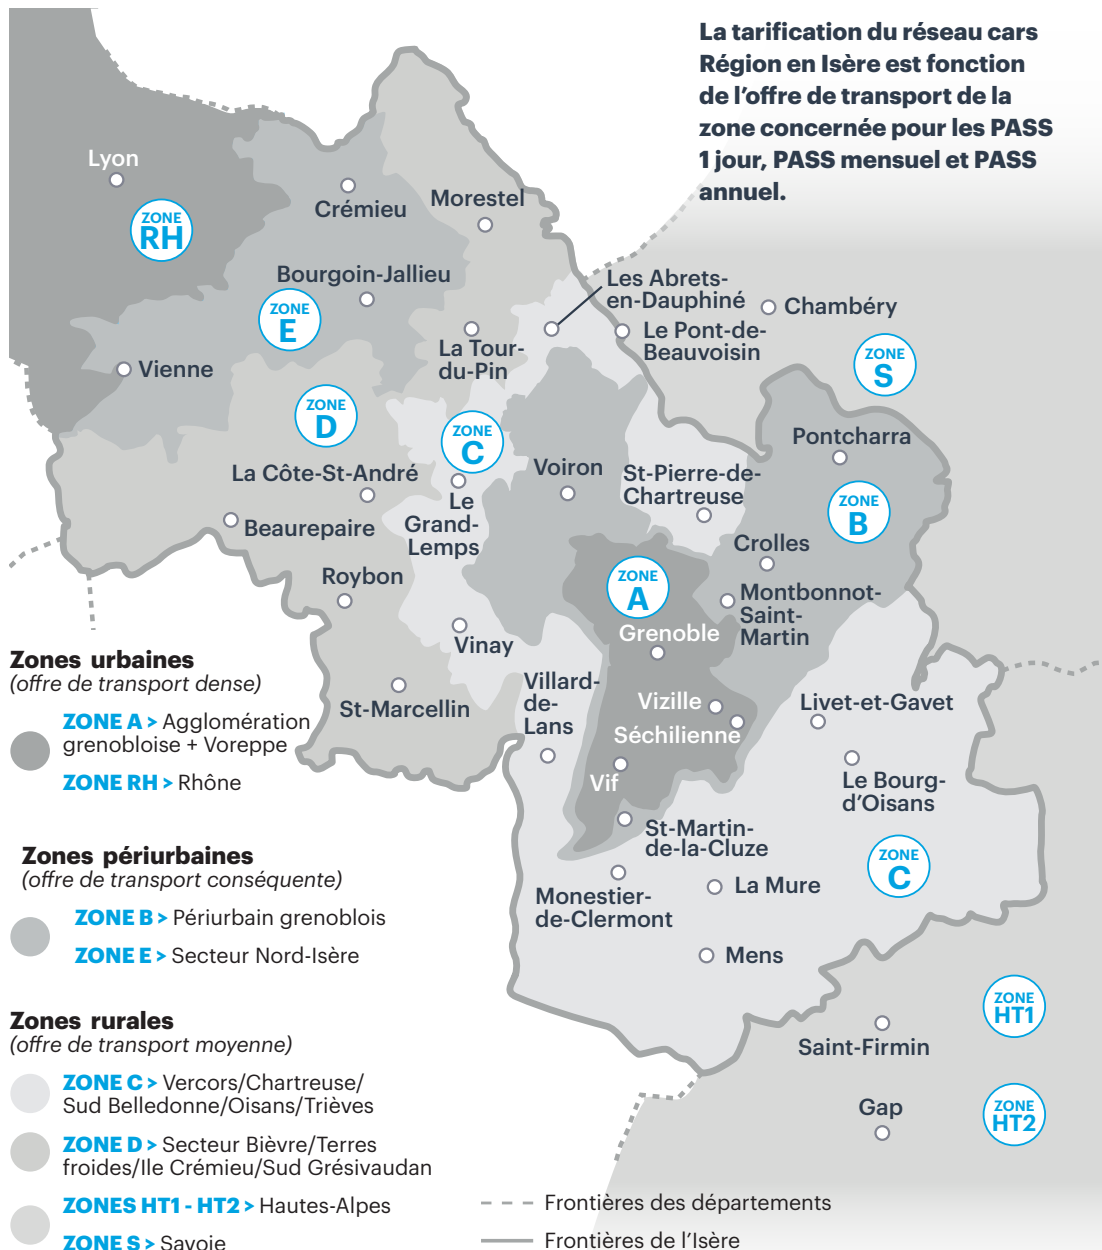 La tarification du réseau cars
Région en Isère est fonction
de l'offre de transport de la
zone concernée pour les PASS
1 jour, PASS mensuel et PASS
annuel.
Lyon
ZONE
RH
Crémieu
Morestel
Bourgoin-Jallieu
ZONE
E
Les Abrets-
en-Dauphiné
Chambéry
Le Pont-de-
Beauvoisin
La Tour-
du-Pin
Vienne
ZONE
S
ZONE
D
ZONE
C
Pontcharra
La Côte-St-André
Voiron
St-Pierre-de-
Chartreuse
ZONE
B
Le
Grand-
Lemps
Beaurepaire
Crolles
Roybon
ZONE
A
Montbonnot-
Saint-
Martin
Grenoble
Vinay
Villard-
de-
Lans
St-Marcellin
Vizille
Séchilienne
Livet-et-Gavet
Vif
Le Bourg-
d'Oisans
St-Martin-
de-la-Cluze
ZONE
C
Monestier-
de-Clermont
La Mure
Mens
ZONE
HT1
Saint-Firmin
Gap
ZONE
HT2
Zones urbaines
(offre de transport dense)
ZONE A > Agglomération
grenobloise + Voreppe
ZONE RH > Rhône
Zones périurbaines
(offre de transport conséquente)
ZONE B > Périurbain grenoblois
ZONE E > Secteur Nord-Isère
Zones rurales
(offre de transport moyenne)
ZONE C > Vercors/Chartreuse/
Sud Belledonne/Oisans/Trièves
ZONE D > Secteur Bièvre/Terres
froides/Ile Crémieu/Sud Grésivaudan
ZONES HT1 - HT2 > Hautes-Alpes
ZONE S > Savoie
Frontières des départements
Frontières de l'Isère